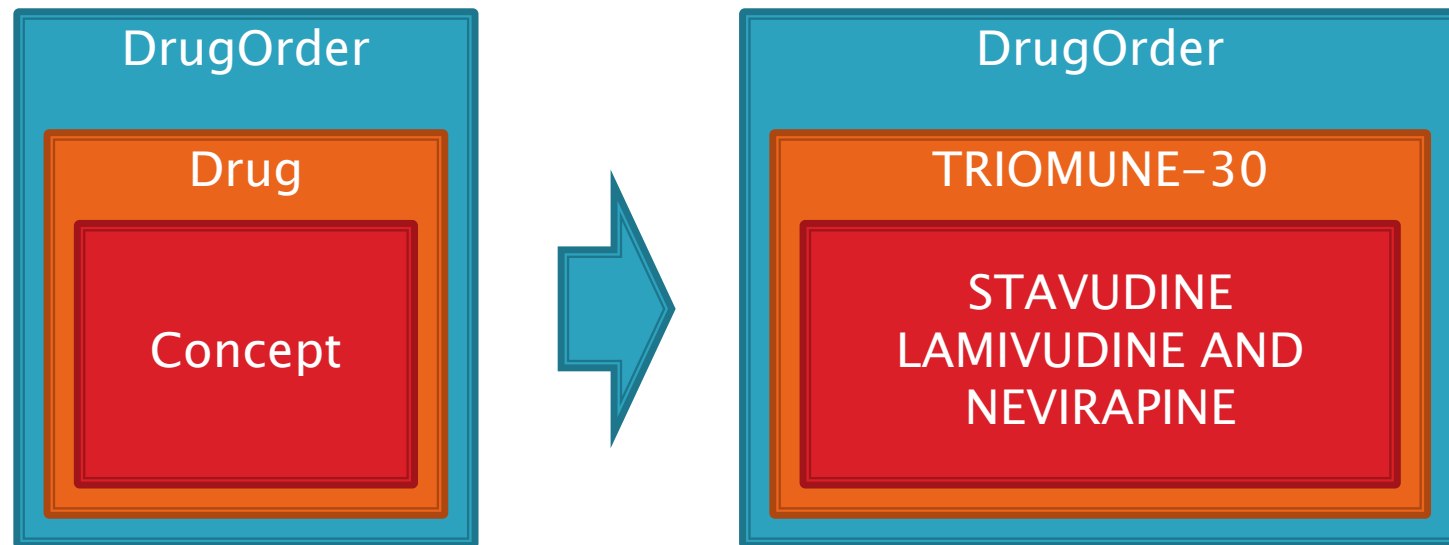 DrugOrder
Drug
Concept
DrugOrder
TRIOMUNE-30
STAVUDINE
LAMIVUDINE AND
NEVIRAPINE